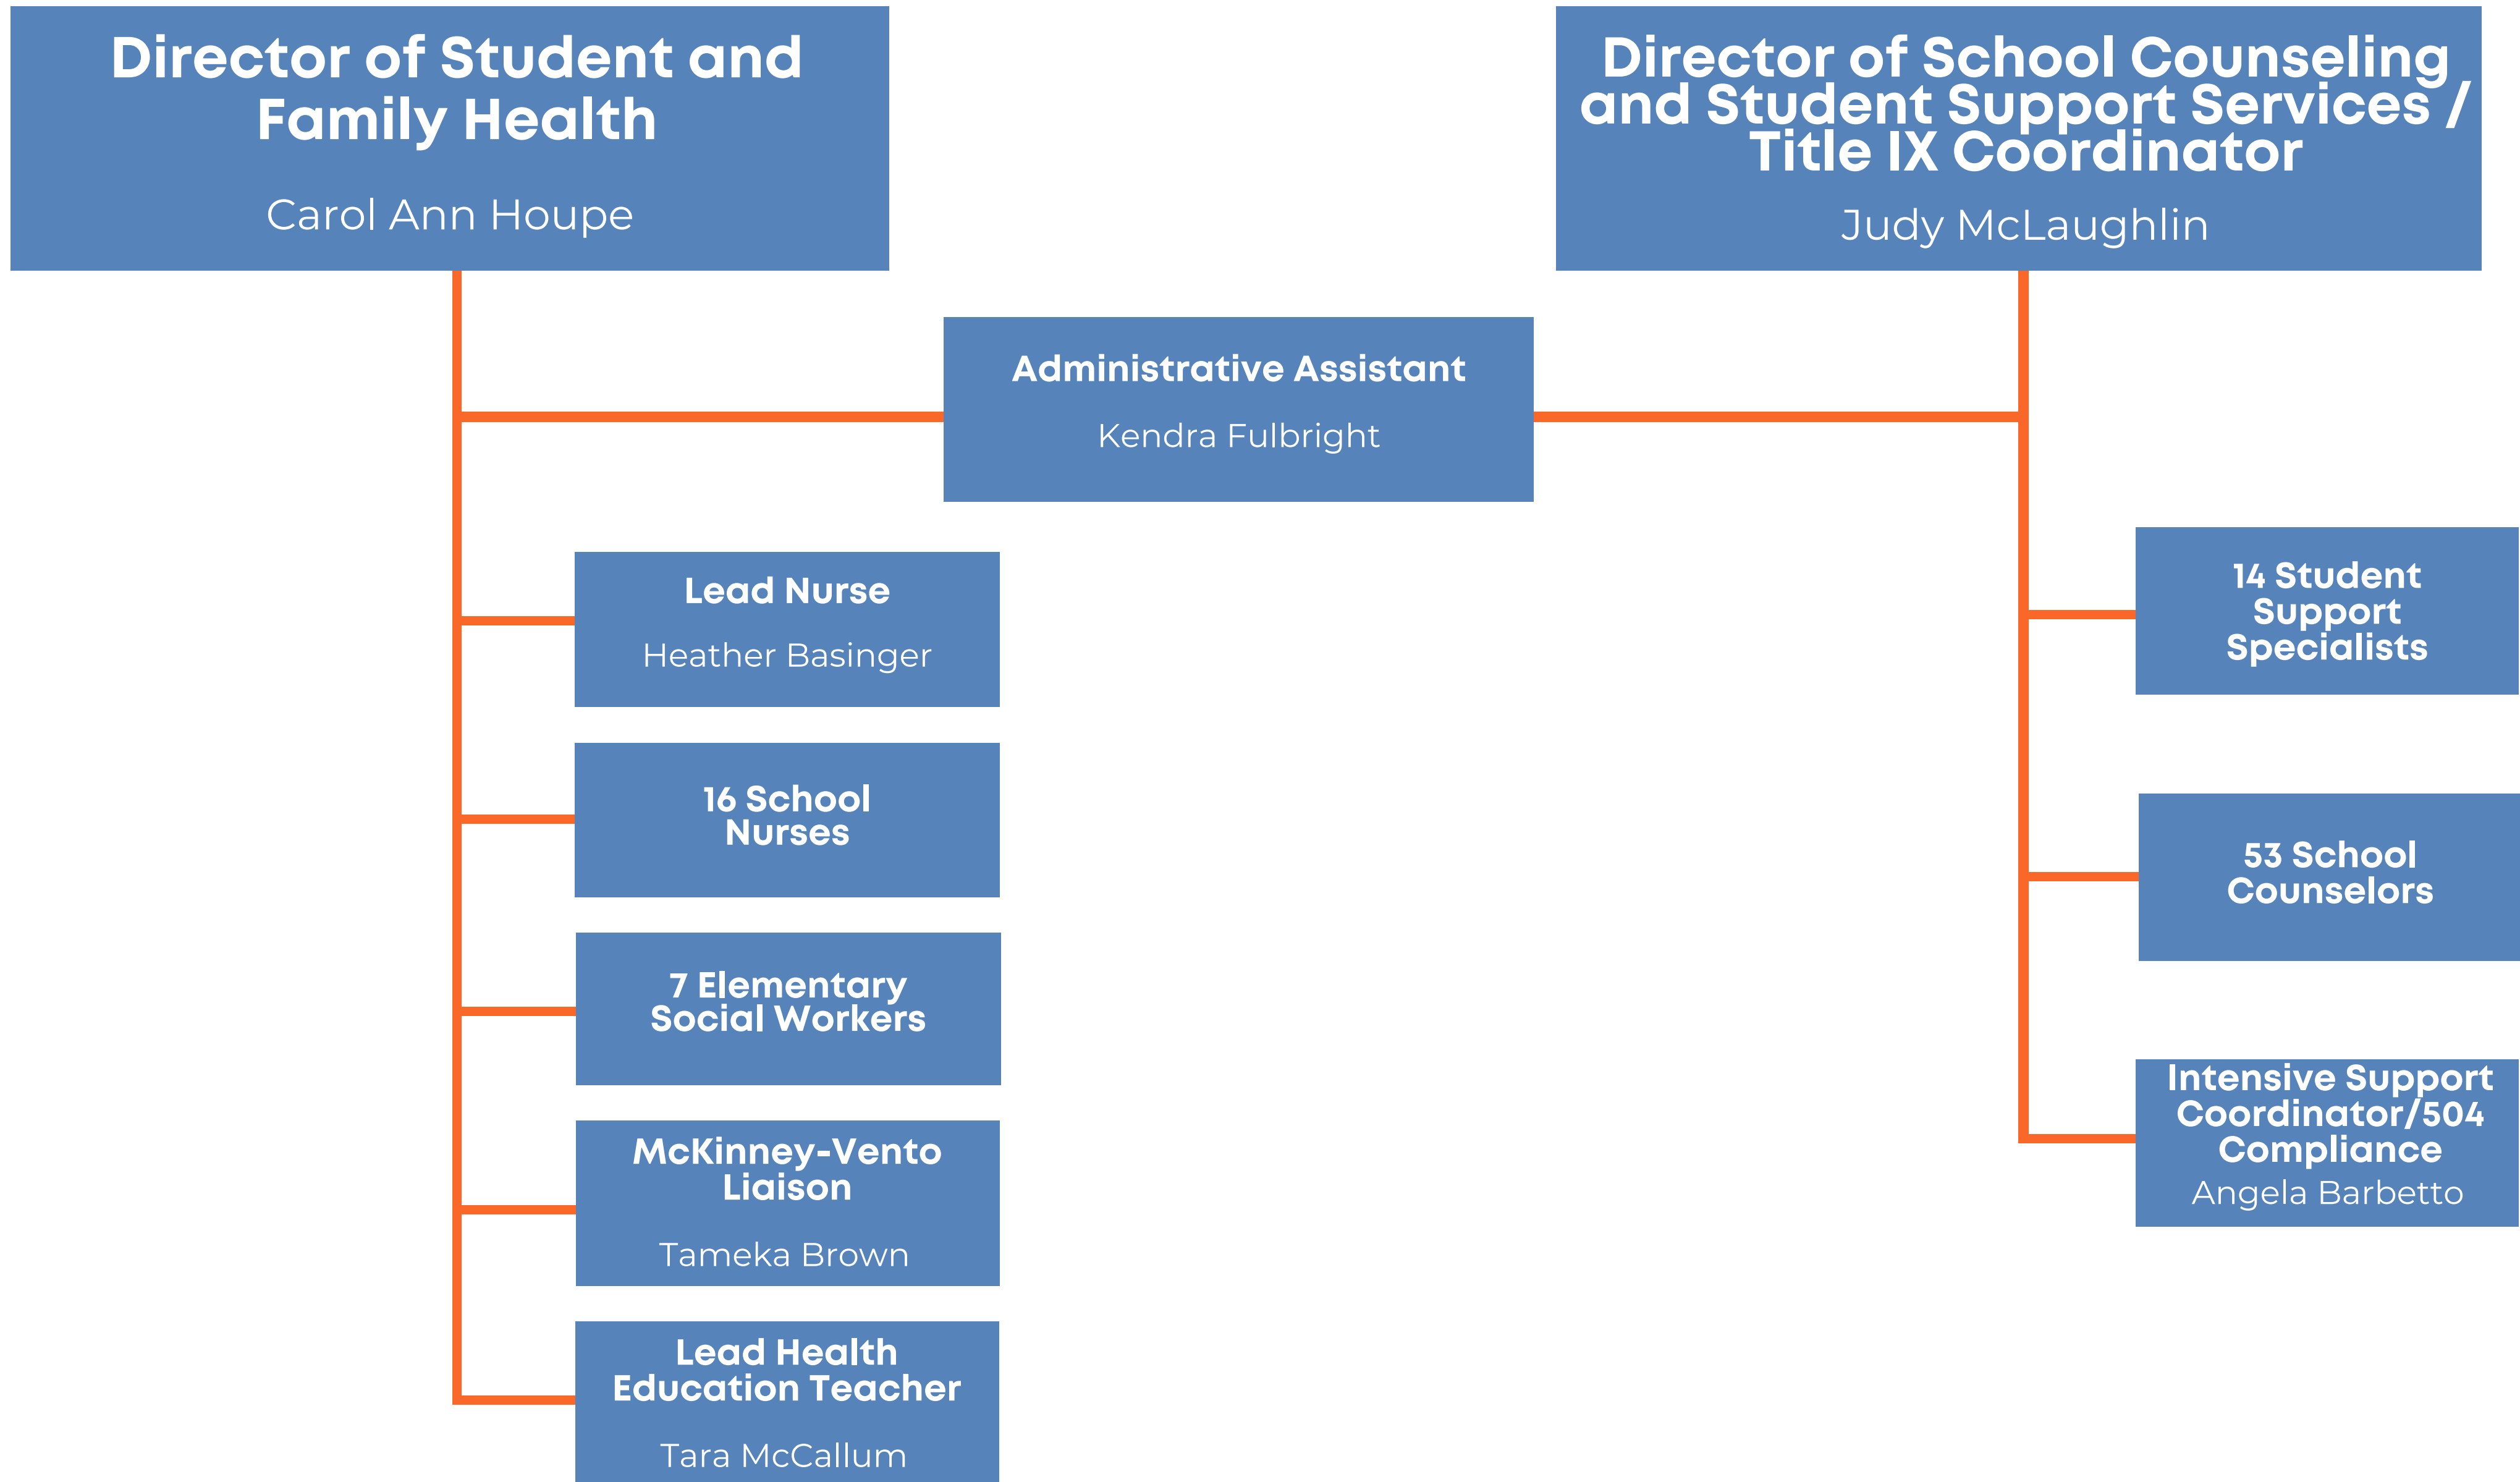 Director of Student and
Family Health
Carol Ann Houpe
Director of School Counseling
and Student Support Services /
Title IX Coordinator
Judy McLaughlin
Administrative Assistant
Kendra Fulbright
Lead Nurse
Heather Basinger
16 School
Nurses
7 Elementary
Social Workers
McKinney-Vento
Liaison
Tameka Brown
Lead Health
Education Teacher
Tara McCallum
14 Student
Support
Specialists
53 School
Counselors
Intensive Support
Coordinator/504
Compliance
Angela Barbetto